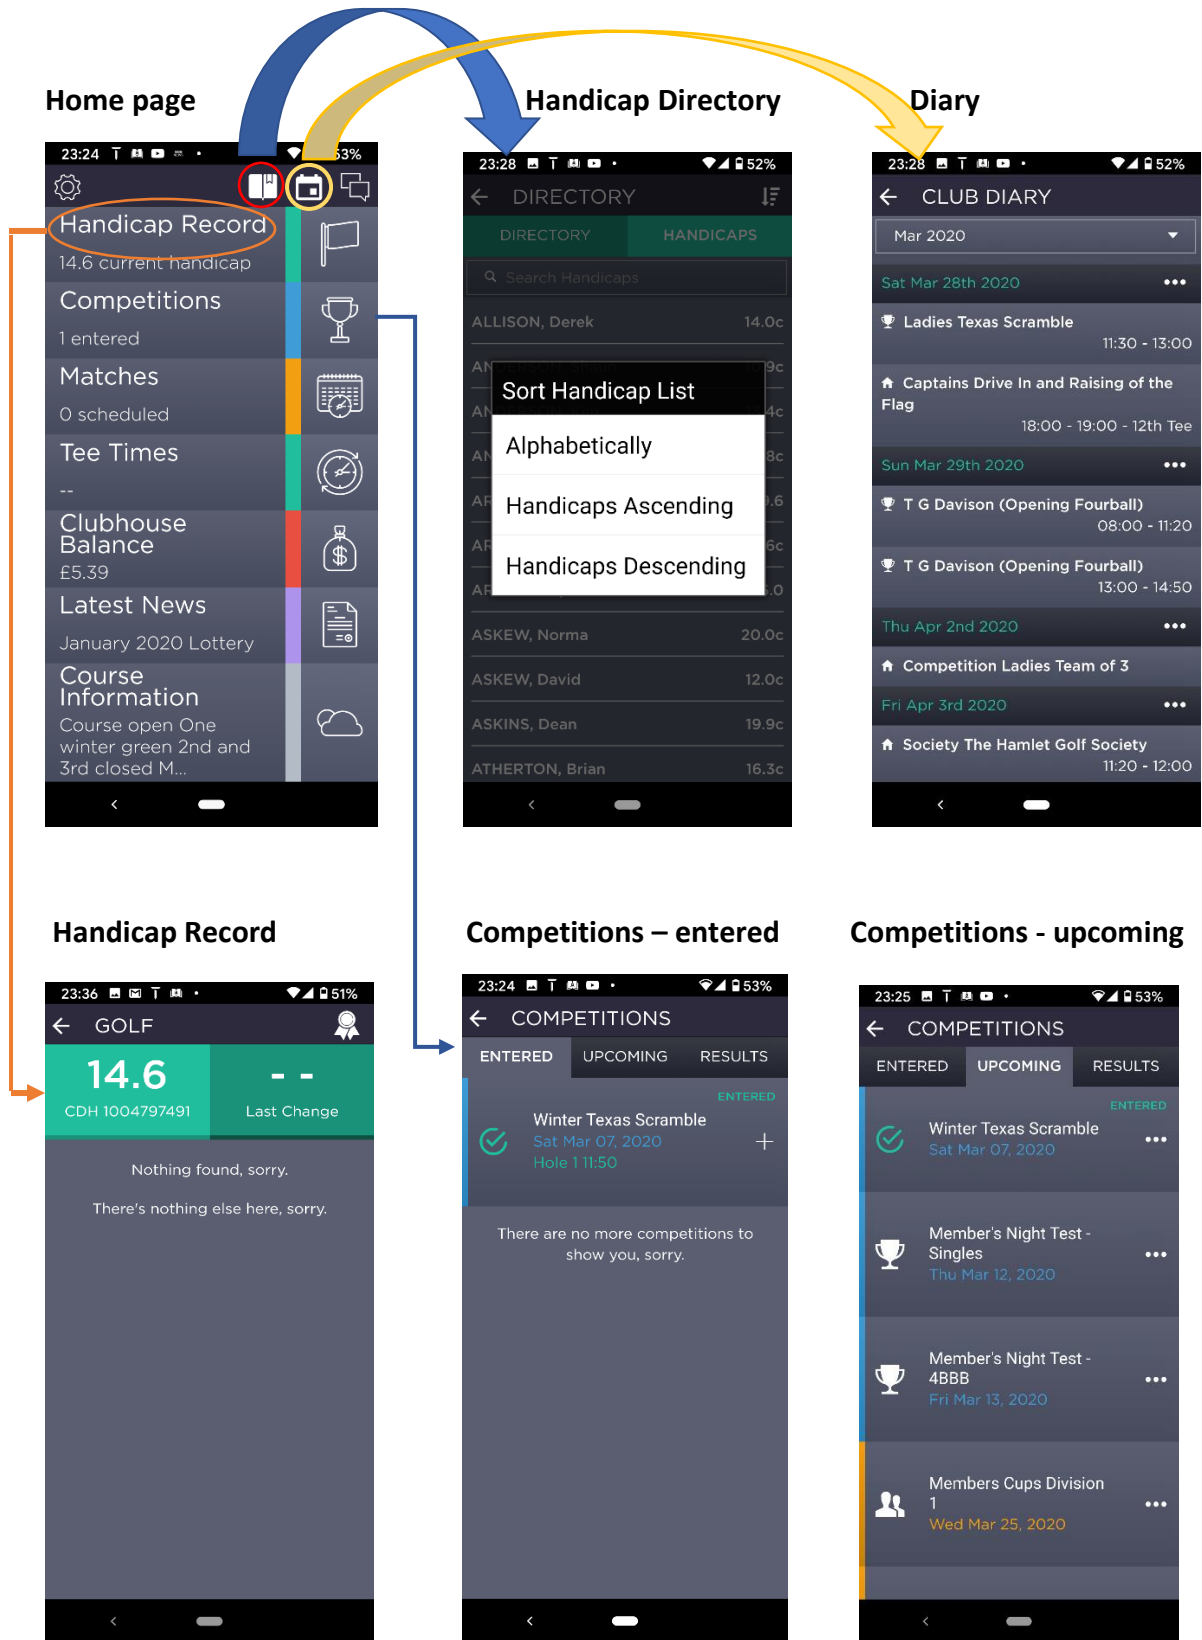 Home page
Handicap Directory
Diary
23:24
53%
Handicap Record
14.6 current handicap
Competitions
1 entered
Matches
0 scheduled
Tee Times
--
Clubhouse
Balance
£5.39
Latest News
January 2020 Lottery
Course
Information
Course open One
winter green 2nd and
3rd closed M...
23:28
52%
DIRECTORY
DIRECTORY HANDICAPS
Search Handicaps
ALLISON, Derek 14.0c
Sort Handicap List
Alphabetically
Handicaps Ascending
Handicaps Descending
ASKEW, Norma 20.0c
ASKEW, David 12.0c
ASKINS, Dean 19.9c
ATHERTON, Brian 16.3c
23:28
52%
CLUB DIARY
Mar 2020
Sat Mar 28th 2020
Ladies Texas Scramble
11:30 - 13:00
Captains Drive In and Raising of the
Flag
18:00 - 19:00 - 12th Tee
Sun Mar 29th 2020
T G Davison (Opening Fourball)
08:00 - 11:20
T G Davison (Opening Fourball)
13:00 - 14:50
Thu Apr 2nd 2020
Competition Ladies Team of 3
Fri Apr 3rd 2020
Society The Hamlet Golf Society
11:20 - 12:00
Handicap Record
Competitions – entered
Competitions - upcoming
23:36
51%
GOLF
14.6
CDH 1004797491
- -
Last Change
Nothing found, sorry.
There's nothing else here, sorry.
23:24
53%
COMPETITIONS
ENTERED UPCOMING RESULTS
ENTERED
Winter Texas Scramble
Sat Mar 07, 2020
Hole 1 11:50
There are no more competitions to
show you, sorry.
23:25
53%
COMPETITIONS
ENTERED UPCOMING RESULTS
ENTERED
Winter Texas Scramble
Sat Mar 07, 2020
Member's Night Test -
Singles
Thu Mar 12, 2020
Member's Night Test -
4BBB
Fri Mar 13, 2020
Members Cups Division
1
Wed Mar 25, 2020